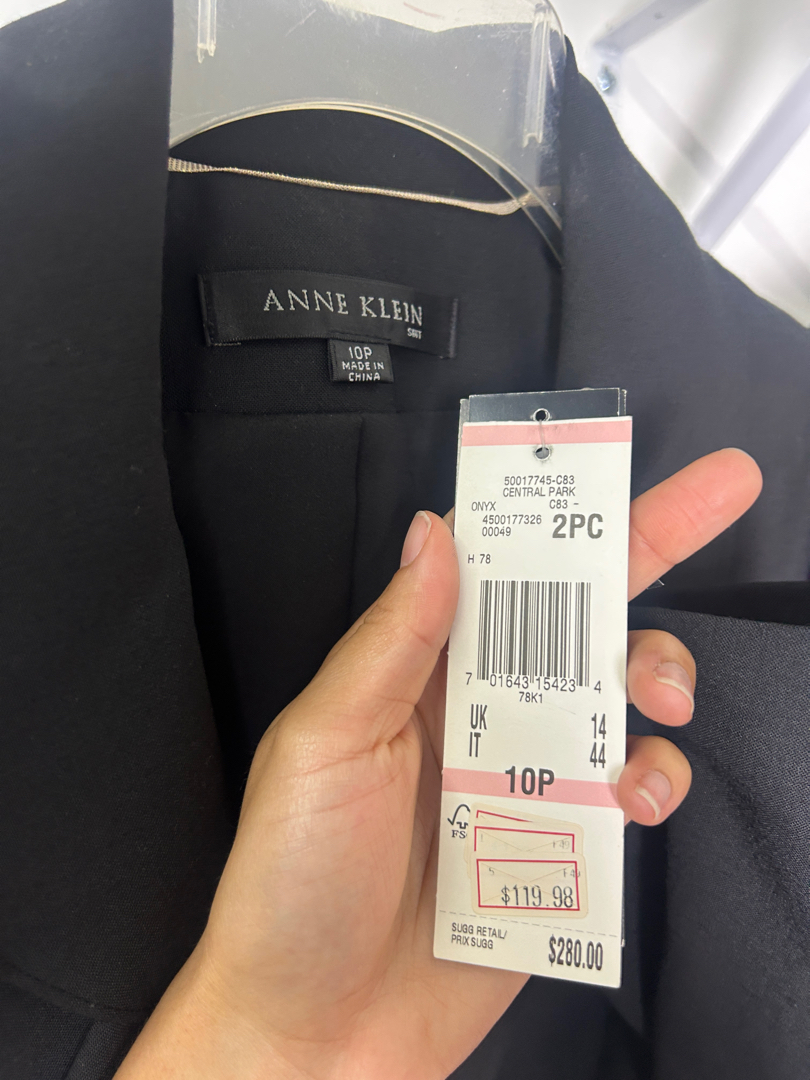 ANNE KLEIN
SUIT
10P
MADE IN
CHINA
50017745-C83
CENTRAL PARK
ONYX C83 -
4500177326 2PC
00049
H 78
7 01643 15423 4
78K1
UK 14
IT 44
10P
FS
$119.98
SUGG RETAIL/
PRIX SUGG $280.00